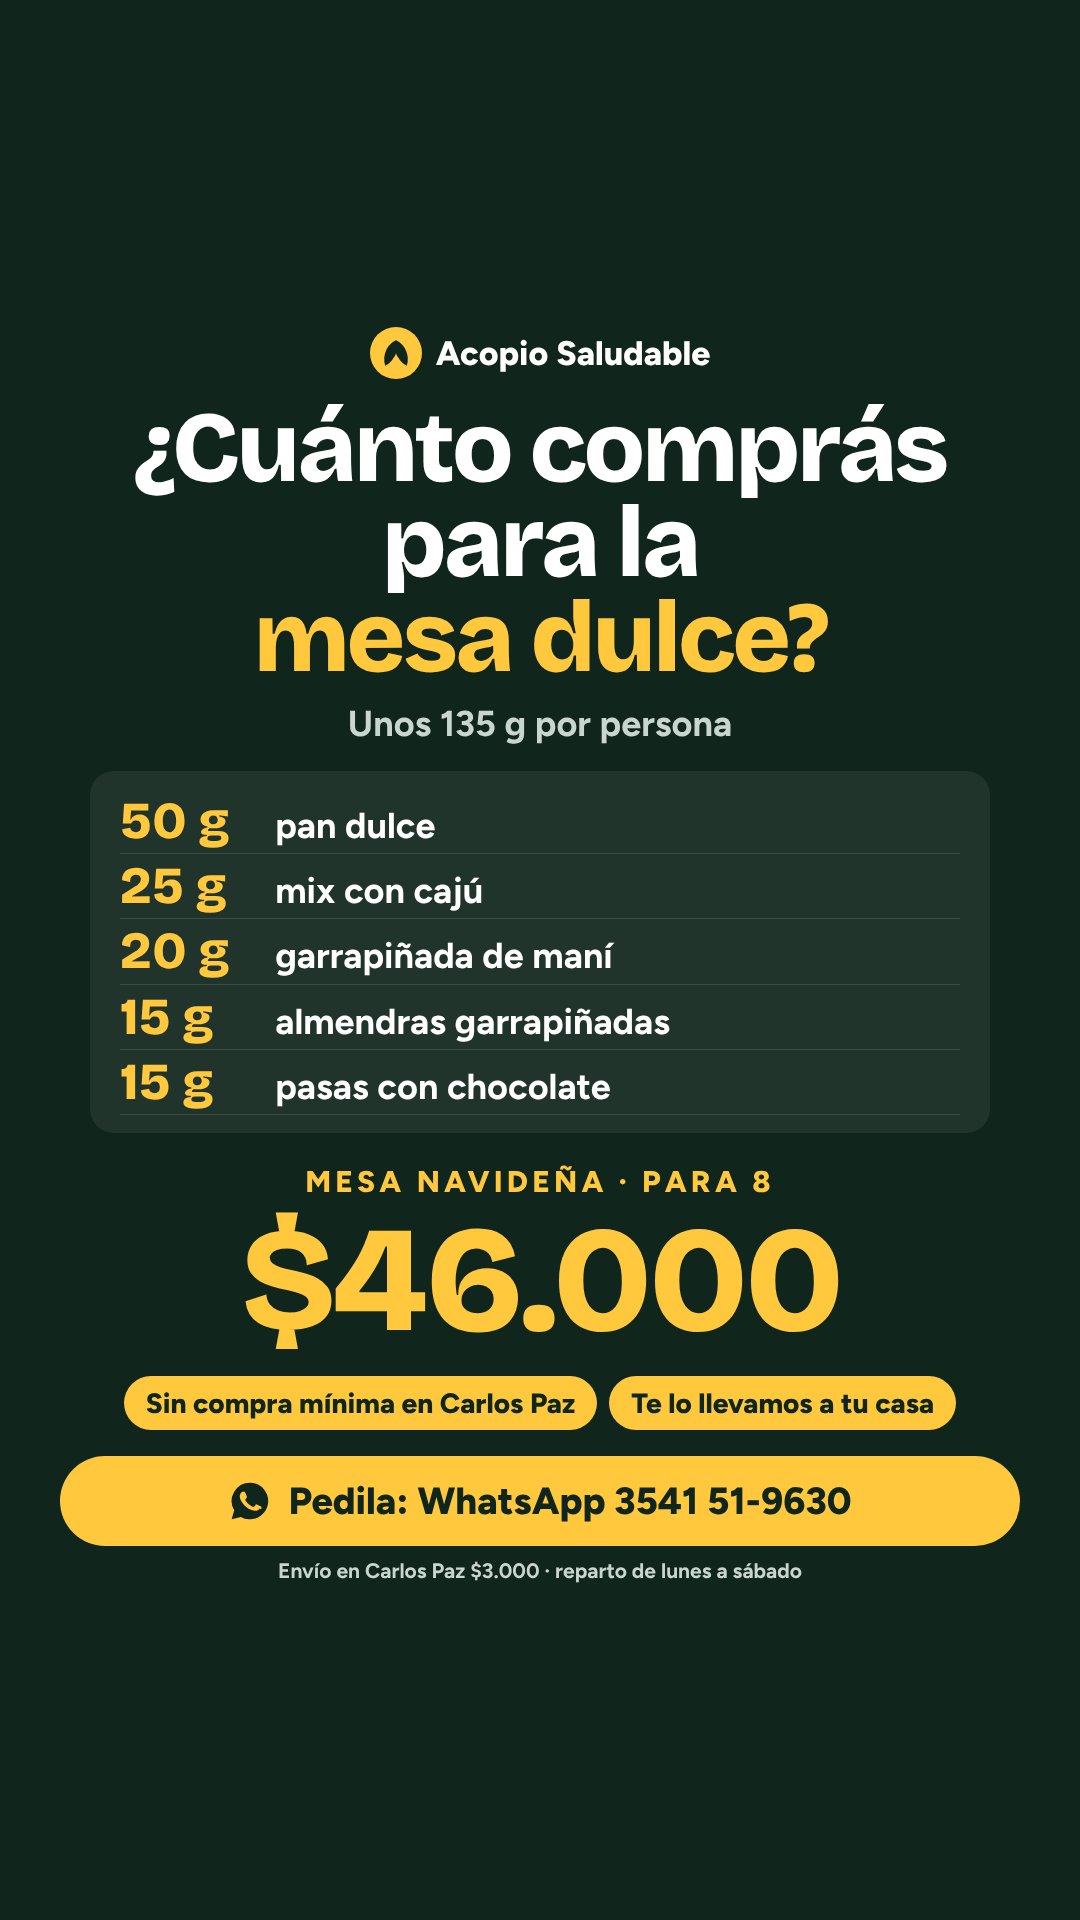 Acopio Saludable
¿Cuánto comprás
para la
mesa dulce?
Unos 135 g por persona
50 g pan dulce
25 g mix con cajú
20 g garrapiñada de maní
15 g almendras garrapiñadas
15 g pasas con chocolate
MESA NAVIDEÑA · PARA 8
$46.000
Sin compra mínima en Carlos Paz Te lo llevamos a tu casa
Pedila: WhatsApp 3541 51-9630
Envío en Carlos Paz $3.000 · reparto de lunes a sábado